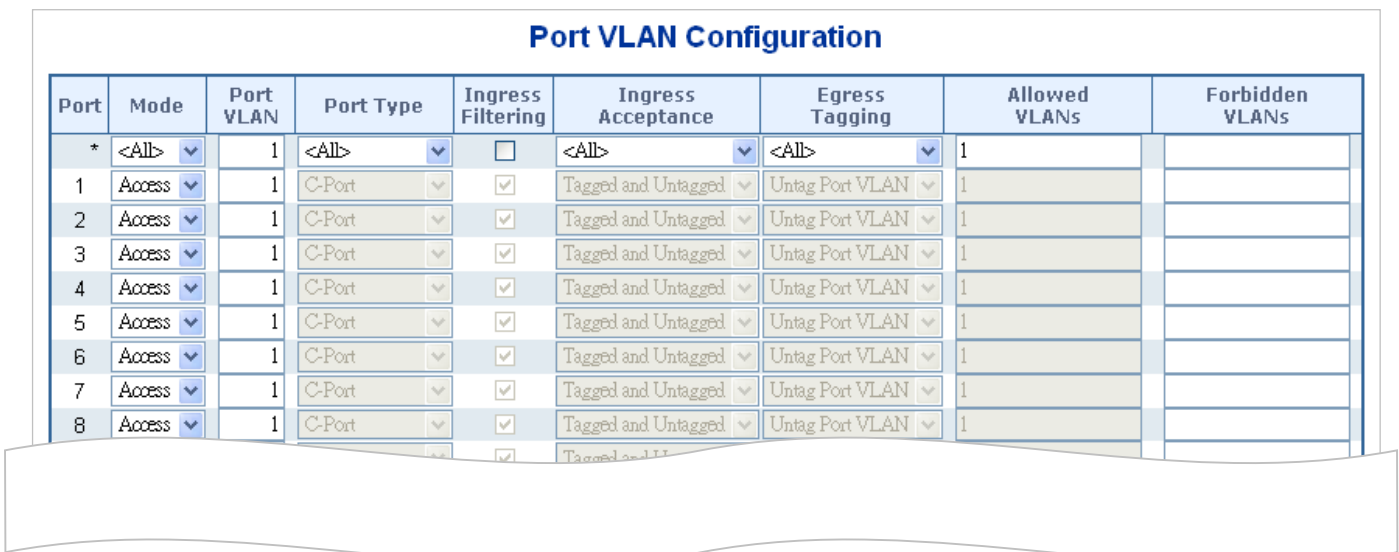 Port VLAN Configuration
Port Mode Port VLAN Port Type Ingress Filtering Ingress Acceptance Egress Tagging Allowed VLANs Forbidden VLANs
* <All> 1 <All> <All> <All> 1
1 Access 1 C-Port Tagged and Untagged Untag Port VLAN 1
2 Access 1 C-Port Tagged and Untagged Untag Port VLAN 1
3 Access 1 C-Port Tagged and Untagged Untag Port VLAN 1
4 Access 1 C-Port Tagged and Untagged Untag Port VLAN 1
5 Access 1 C-Port Tagged and Untagged Untag Port VLAN 1
6 Access 1 C-Port Tagged and Untagged Untag Port VLAN 1
7 Access 1 C-Port Tagged and Untagged Untag Port VLAN 1
8 Access 1 C-Port Tagged and Untagged Untag Port VLAN 1
Tagged and